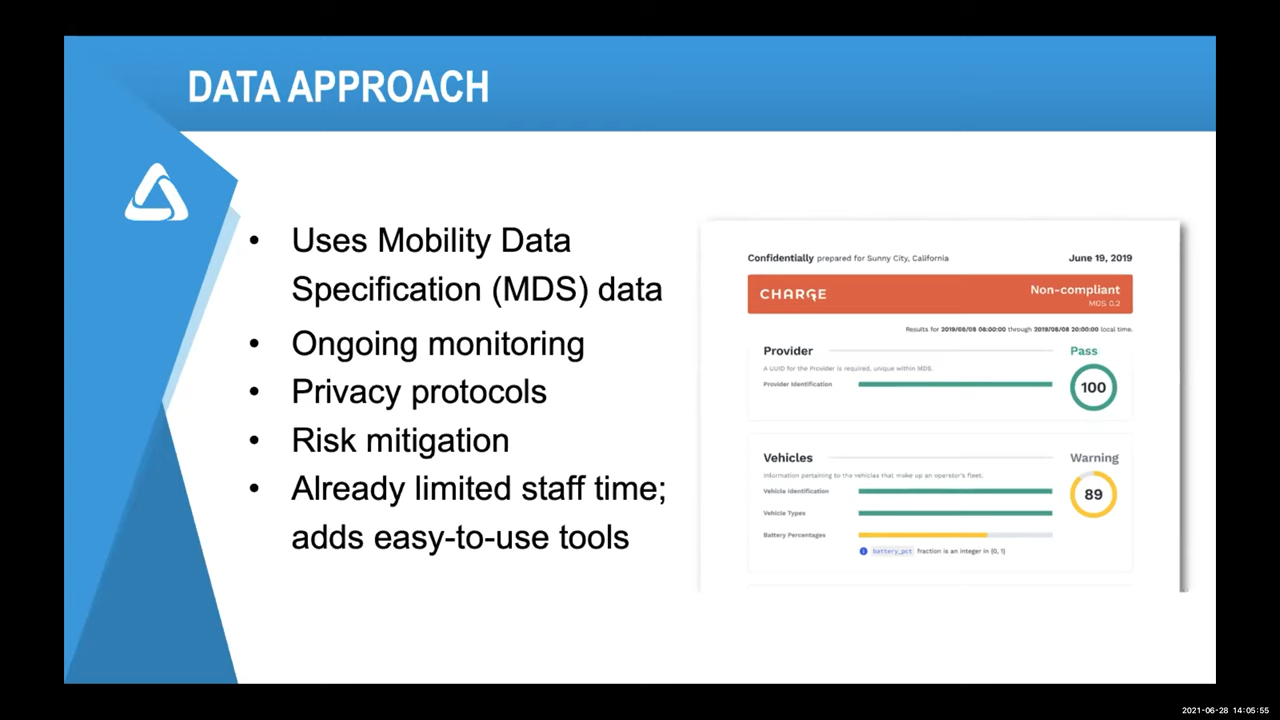 DATA APPROACH
• Uses Mobility Data
Specification (MDS) data
• Ongoing monitoring
• Privacy protocols
• Risk mitigation
• Already limited staff time;
adds easy-to-use tools
Confidentially prepared for Sunny City, California
June 19, 2019
CHARGE
Non-compliant
MDS 0.2
Results for 2019/08/08 08:00:00 through 2019/08/08 20:00:00 local time.
Provider
Pass
A UUID for the Provider is required, unique within MDS.
Provider Identification
100
Vehicles
Warning
Information pertaining to the vehicles that make up an operator's fleet.
Vehicle Identification
89
Vehicle Types
Battery Percentages
battery_pct fraction is an integer in {0, 1}
2021-06-28 14:05:55